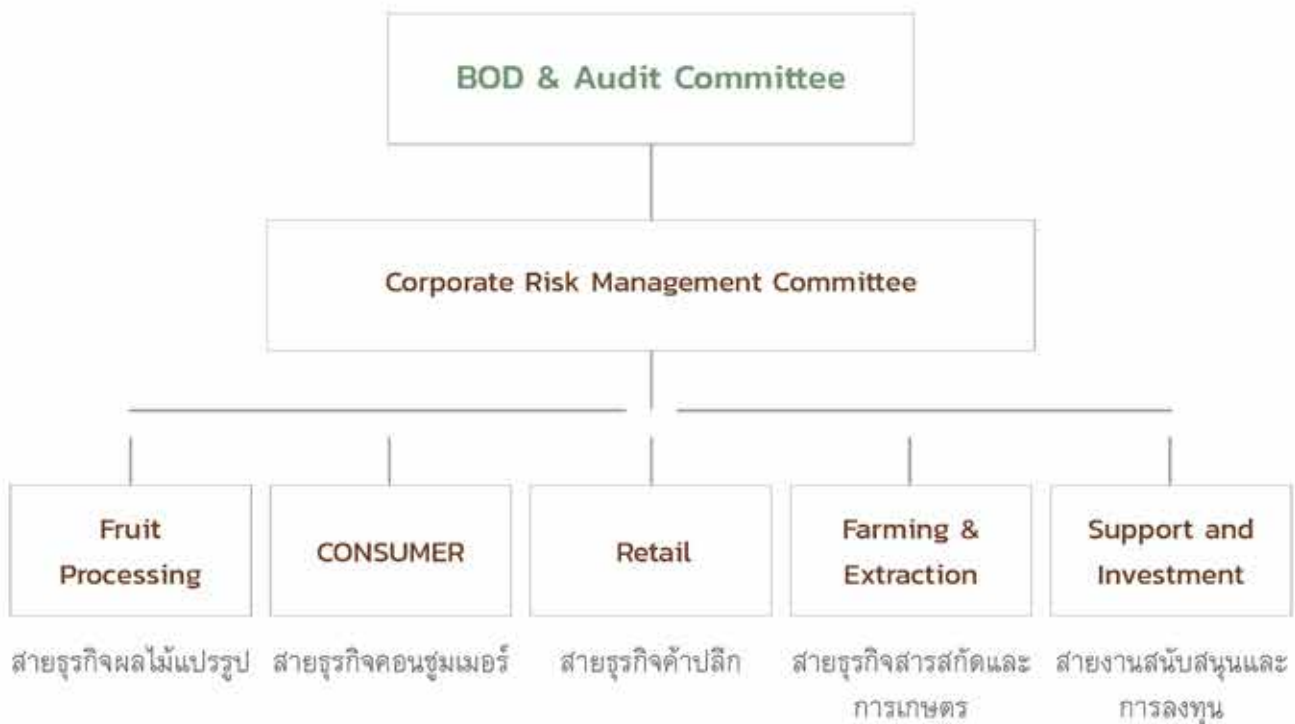 BOD & Audit Committee
Corporate Risk Management Committee
Fruit
Processing
CONSUMER
Retail
Farming &
Extraction
Support and
Investment
สายธุรกิจผลไม้แปรรูป
สายธุรกิจคอนซูมเมอร์
สายธุรกิจค้าปลีก
สายธุรกิจสารสกัดและ
การเกษตร
สายงานสนับสนุนและ
การลงทุน